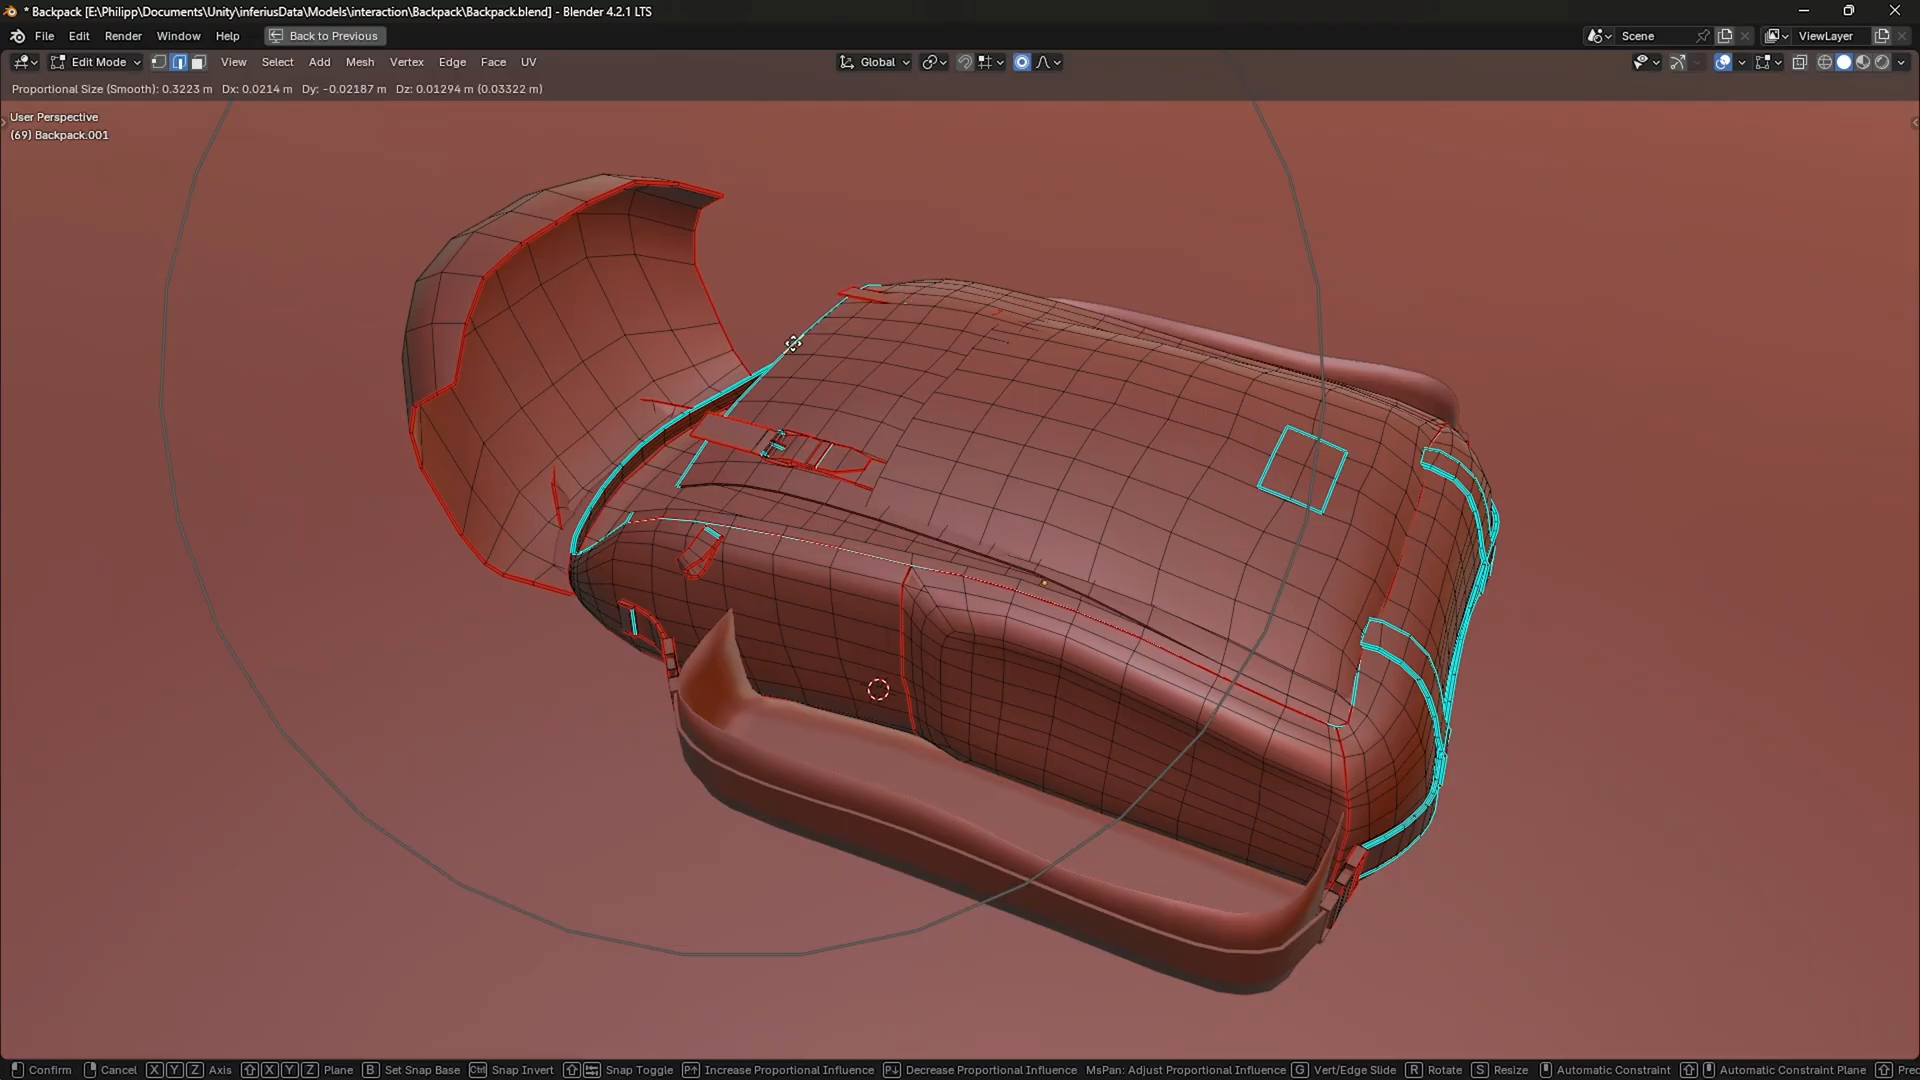 * Backpack [E:\Philipp\Documents\Unity\inferiusData\Models\interaction\Backpack\Backpack.blend] - Blender 4.2.1 LTS
File Edit Render Window Help Back to Previous Scene ViewLayer
Edit Mode View Select Add Mesh Vertex Edge Face UV Global
Proportional Size (Smooth): 0.3223 m Dx: 0.0214 m Dy: -0.02187 m Dz: 0.01294 m (0.03322 m)
User Perspective
(69) Backpack.001
Confirm Cancel X Y Z Axis X Y Z Plane B Set Snap Base Ctrl Snap Invert Snap Toggle P↑ Increase Proportional Influence P↓ Decrease Proportional Influence MsPan: Adjust Proportional Influence G Vert/Edge Slide R Rotate S Resize Automatic Constraint Automatic Constraint Plane Prec